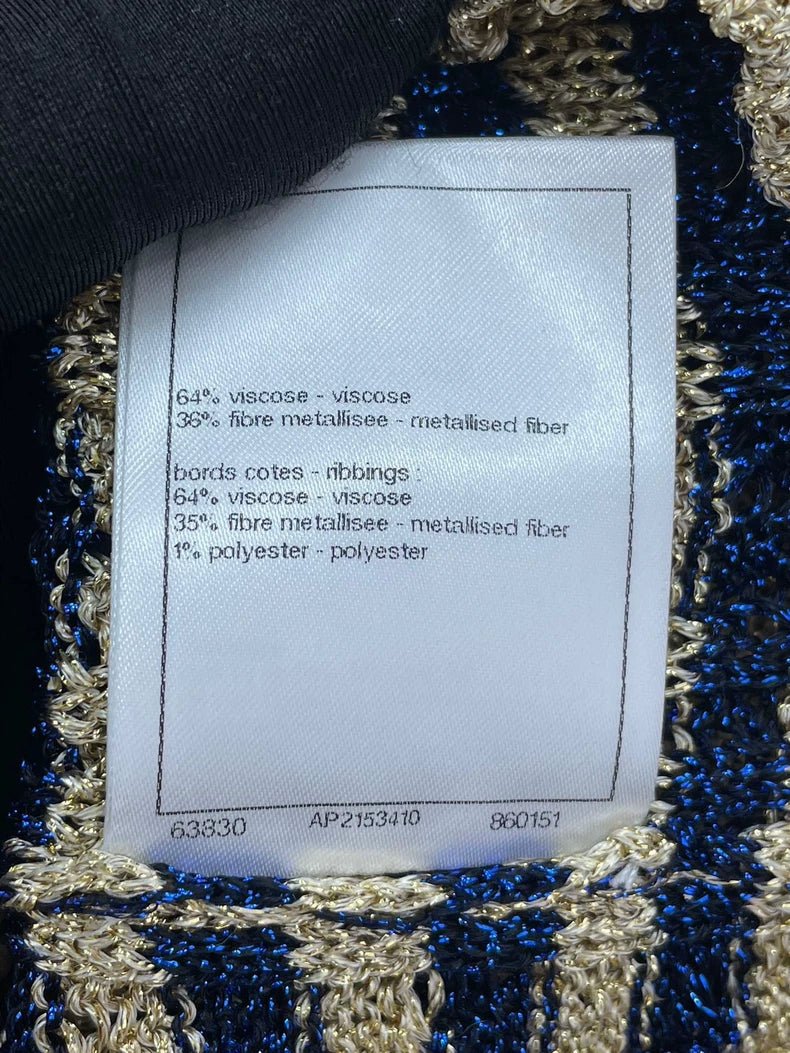 64% viscose - viscose
36% fibre metallisee - metallised fiber
bords cotes - ribbings :
64% viscose - viscose
35% fibre metallisee - metallised fiber
1% polyester - polyester
63830 AP2153410 860151